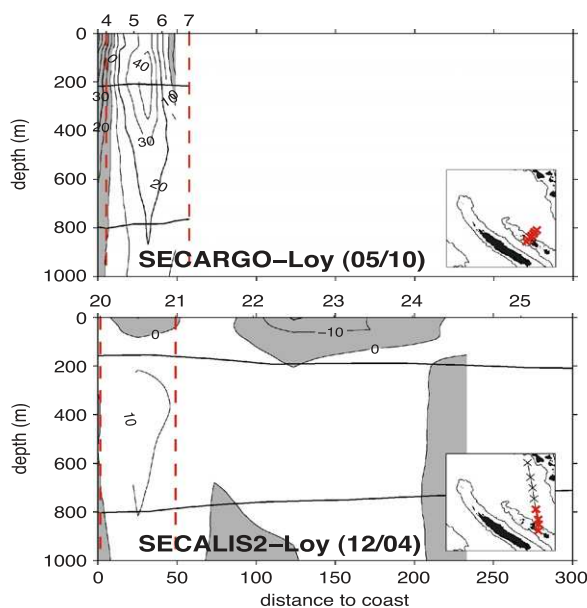 4 5 6 7
0
200
400
600
800
1000
depth (m)
0
40
30
10
20
30
20
SECARGO–Loy (05/10)
20 21 22 23 24 25
0
200
400
600
800
1000
depth (m)
0
−10
0
10
SECALIS2–Loy (12/04)
0 50 100 150 200 250 300
distance to coast